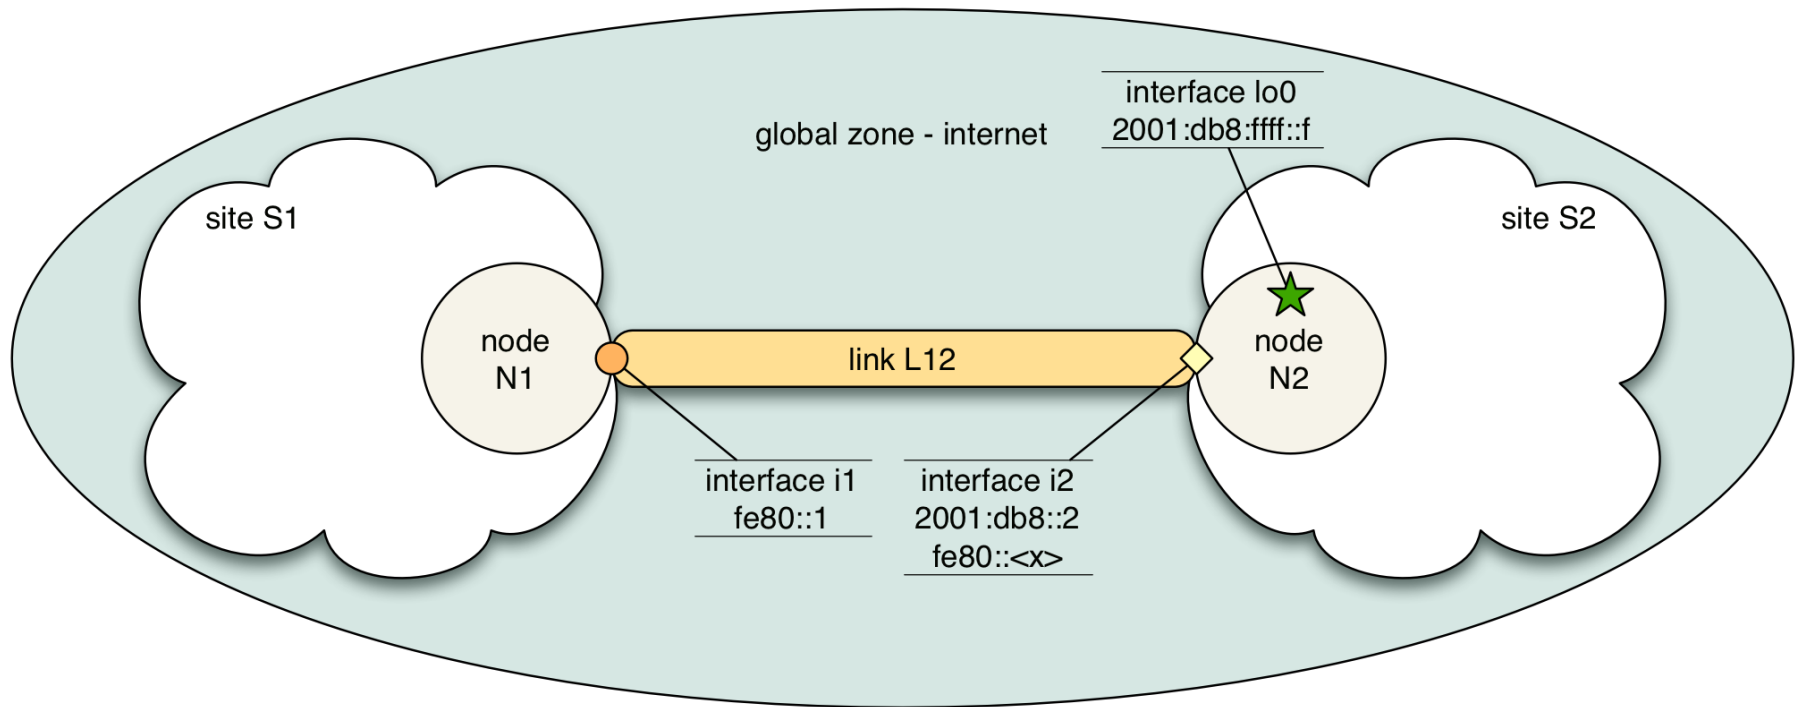 interface lo0
2001:db8:ffff::f
global zone - internet
site S1
site S2
node
N1
link L12
node
N2
interface i1
fe80::1
interface i2
2001:db8::2
fe80::<x>